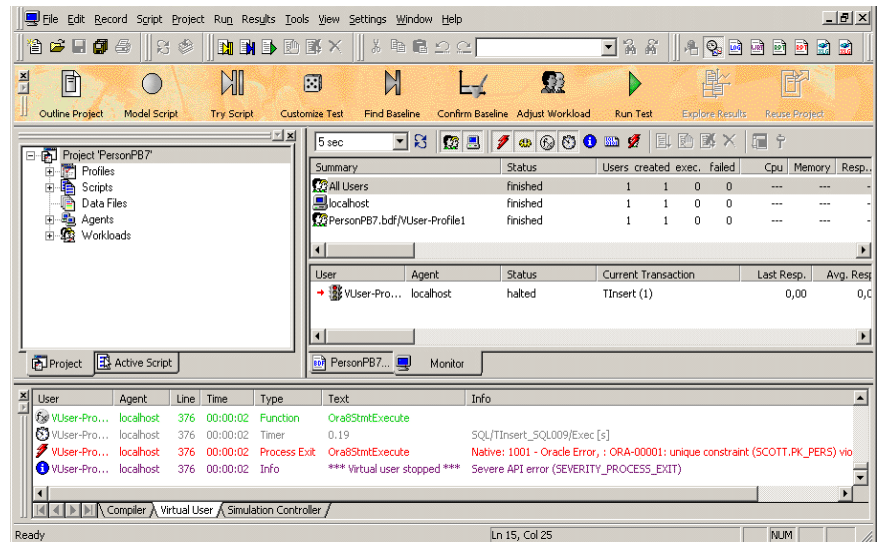 File Edit Record Script Project Run Results Tools View Settings Window Help
Outline Project Model Script Try Script Customize Test Find Baseline Confirm Baseline Adjust Workload Run Test Explore Results Reuse Project
Project 'PersonPB7'
Profiles
Scripts
Data Files
Agents
Workloads
Project Active Script
5 sec
Summary Status Users created exec. failed Cpu Memory Resp..
All Users finished 1 1 0 0 --- --- -
localhost finished 1 1 0 0 --- --- -
PersonPB7.bdf/VUser-Profile1 finished 1 1 0 0 --- --- -
User Agent Status Current Transaction Last Resp. Avg. Resp
VUser-Pro... localhost halted TInsert (1) 0,00 0,0
PersonPB7... Monitor
User Agent Line Time Type Text Info
VUser-Pro... localhost 376 00:00:02 Function Ora8StmtExecute
VUser-Pro... localhost 376 00:00:02 Timer 0.19 SQL/TInsert_SQL009/Exec [s]
VUser-Pro... localhost 376 00:00:02 Process Exit Ora8StmtExecute Native: 1001 - Oracle Error, : ORA-00001: unique constraint (SCOTT.PK_PERS) vio
VUser-Pro... localhost 376 00:00:02 Info *** Virtual user stopped *** Severe API error (SEVERITY_PROCESS_EXIT)
Compiler Virtual User Simulation Controller
Ready Ln 15, Col 25 NUM